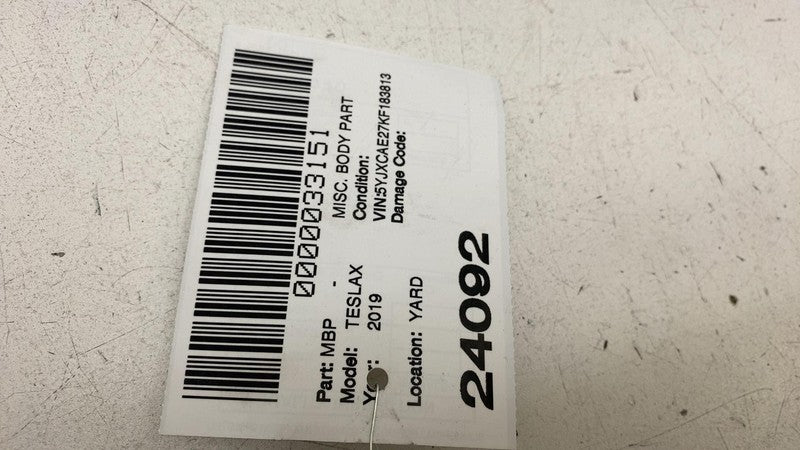 0000033151
Part: MBP - MISC. BODY PART
Model: TESLAX Condition:
2019 VIN:5YJXCAE27KF183813
Damage Code:
Location: YARD
24092